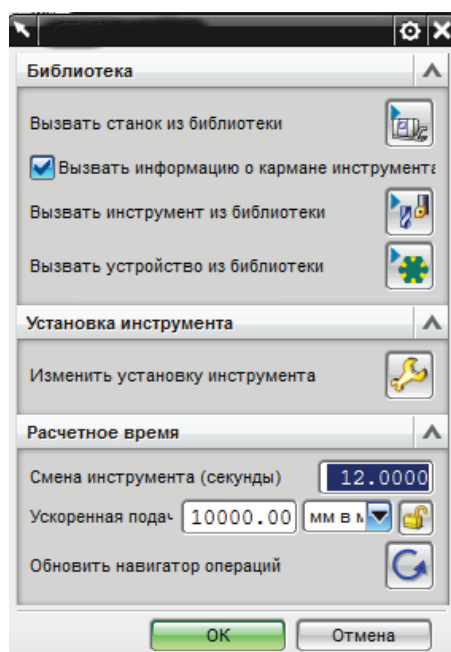 Библиотека
Вызвать станок из библиотеки
Вызвать информацию о кармане инструмента
Вызвать инструмент из библиотеки
Вызвать устройство из библиотеки
Установка инструмента
Изменить установку инструмента
Расчетное время
Смена инструмента (секунды) 12.0000
Ускоренная подач 10000.00 мм в м
Обновить навигатор операций
OK Отмена